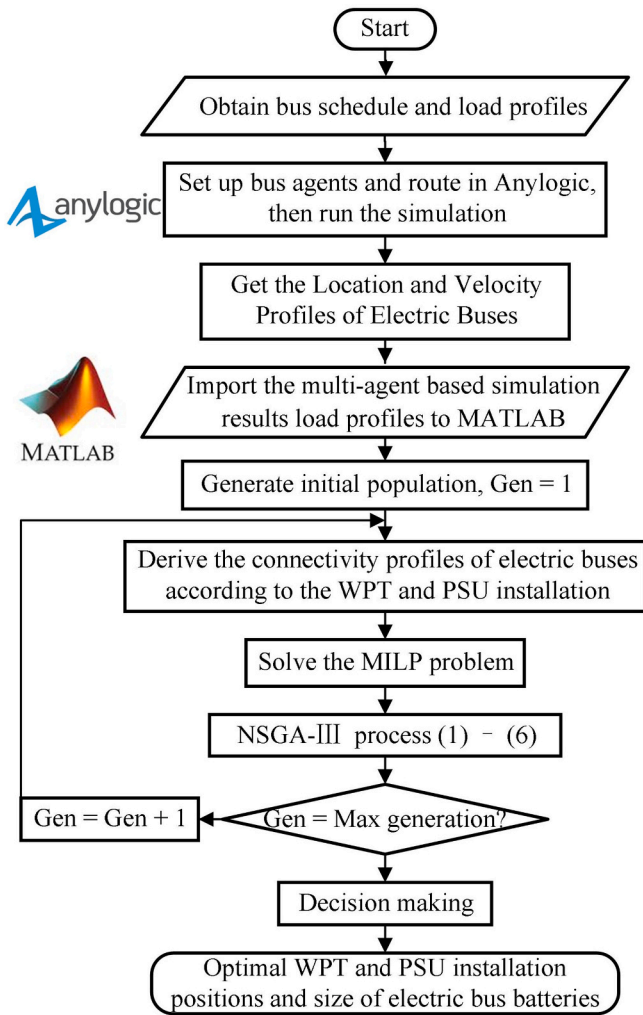 Start
Obtain bus schedule and load profiles
anylogic
Set up bus agents and route in Anylogic,
then run the simulation
Get the Location and Velocity
Profiles of Electric Buses
MATLAB
Import the multi-agent based simulation
results load profiles to MATLAB
Generate initial population, Gen = 1
Derive the connectivity profiles of electric buses
according to the WPT and PSU installation
Solve the MILP problem
NSGA-III process (1) - (6)
Gen = Gen + 1
Gen = Max generation?
Decision making
Optimal WPT and PSU installation
positions and size of electric bus batteries